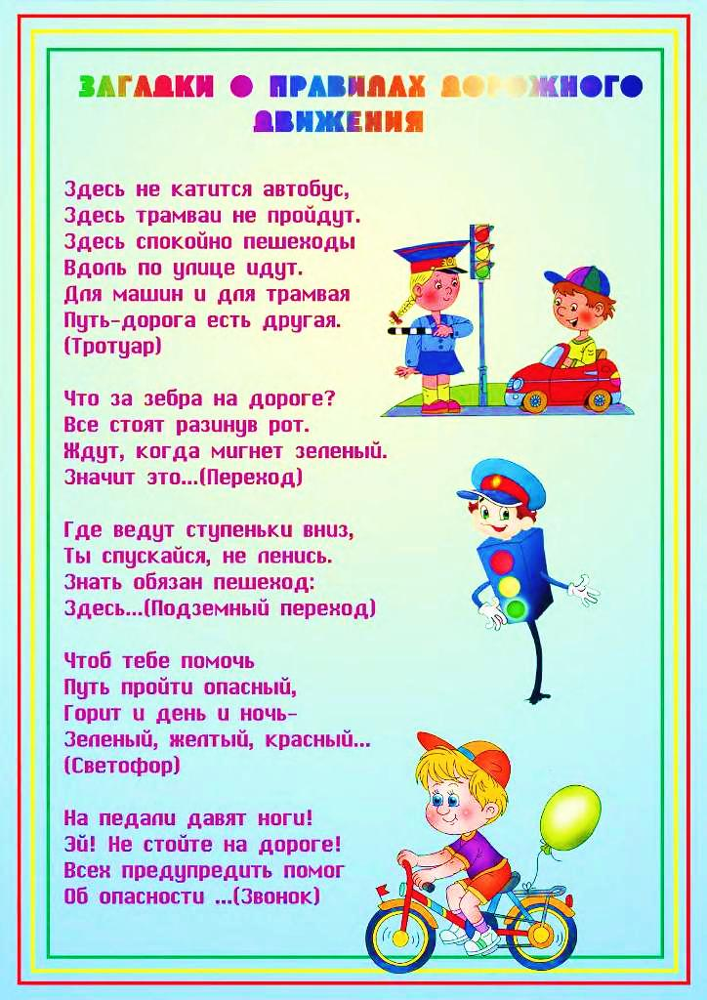 ЗАГАДКИ О ПРАВИЛАХ ДОРОЖНОГО
ДВИЖЕНИЯ
Здесь не катится автобус,
Здесь трамваи не пройдут.
Здесь спокойно пешеходы
Вдоль по улице идут.
Для машин и для трамвая
Путь-дорога есть другая.
(Тротуар)
Что за зебра на дороге?
Все стоят разинув рот.
Ждут, когда мигнет зеленый.
Значит это...(Переход)
Где ведут ступеньки вниз,
Ты спускайся, не ленись.
Знать обязан пешеход:
Здесь...(Подземный переход)
Чтоб тебе помочь
Путь пройти опасный,
Горит и день и ночь-
Зеленый, желтый, красный...
(Светофор)
На педали давят ноги!
Эй! Не стойте на дороге!
Всех предупредить помог
Об опасности ...(Звонок)